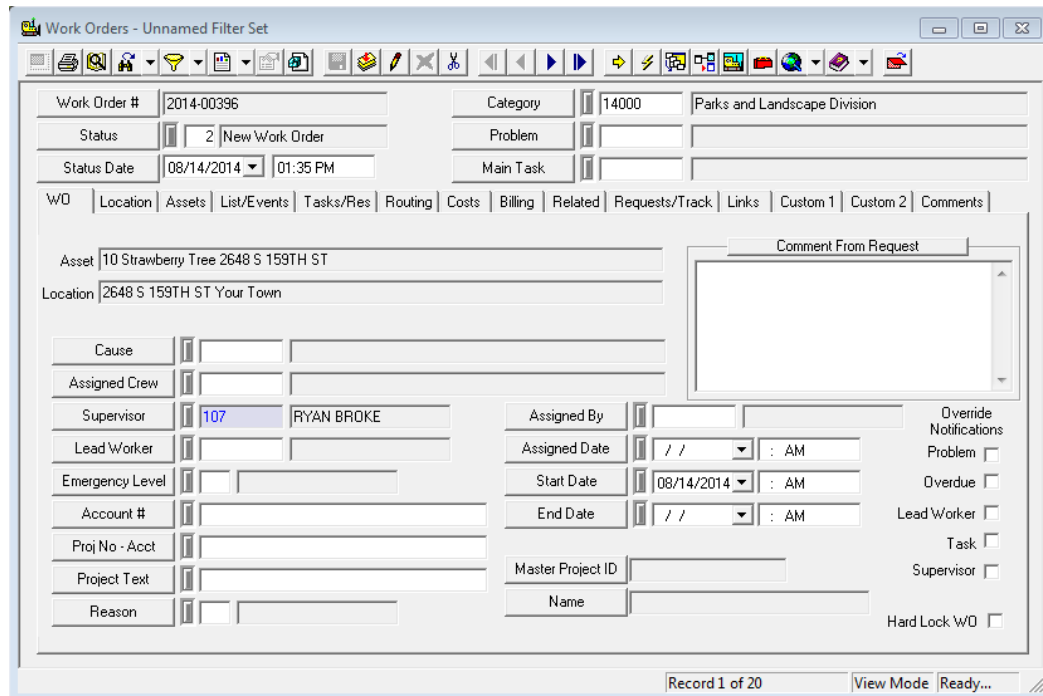 Work Orders - Unnamed Filter Set
Work Order # 2014-00396 Category 14000 Parks and Landscape Division
Status 2 New Work Order Problem
Status Date 08/14/2014 01:35 PM Main Task
WO Location Assets List/Events Tasks/Res Routing Costs Billing Related Requests/Track Links Custom 1 Custom 2 Comments
Comment From Request
Asset 10 Strawberry Tree 2648 S 159TH ST
Location 2648 S 159TH ST Your Town
Cause
Assigned Crew
Supervisor 107 RYAN BROKE Assigned By Override
Notifications
Lead Worker Assigned Date / / : AM Problem
Emergency Level Start Date 08/14/2014 : AM Overdue
Account # End Date / / : AM Lead Worker
Proj No - Acct Task
Project Text Master Project ID Supervisor
Reason Name
Hard Lock WO
Record 1 of 20 View Mode Ready...